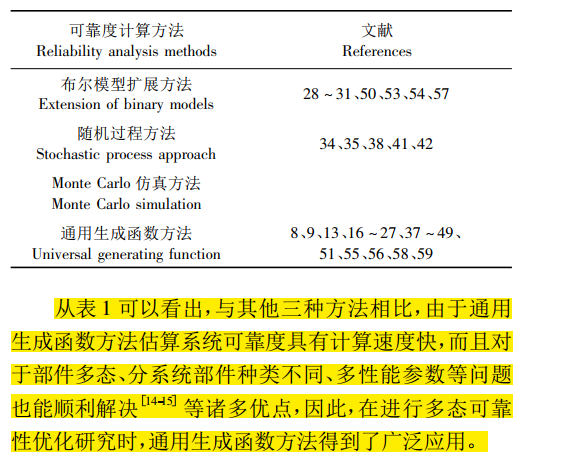 可靠度计算方法 文献
Reliability analysis methods References
布尔模型扩展方法
Extension of binary models
28 ~ 31、50、53、54、57
随机过程方法
Stochastic process approach
34、35、38、41、42
Monte Carlo 仿真方法
Monte Carlo simulation
通用生成函数方法 8、9、13、16 ~ 27、37 ~ 49、
Universal generating function 51、55、56、58、59
从表 1 可以看出,与其他三种方法相比,由于通用
生成函数方法估算系统可靠度具有计算速度快,而且对
于部件多态、分系统部件种类不同、多性能参数等问题
也能顺利解决[14-15]等诸多优点,因此,在进行多态可靠
性优化研究时,通用生成函数方法得到了广泛应用。